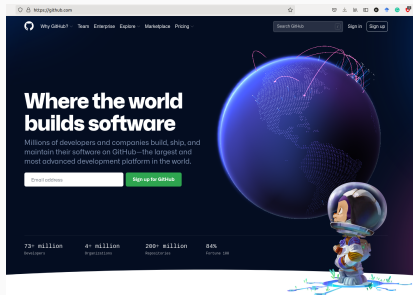 https://github.com
Why GitHub? Team Enterprise Explore Marketplace Pricing
Search GitHub
Sign in
Sign up
Where the world
builds software
Millions of developers and companies build, ship, and
maintain their software on GitHub—the largest and
most advanced development platform in the world.
Email address
Sign up for GitHub
73+ million
4+ million
200+ million
84%
Developers
Organizations
Repositories
Fortune 100